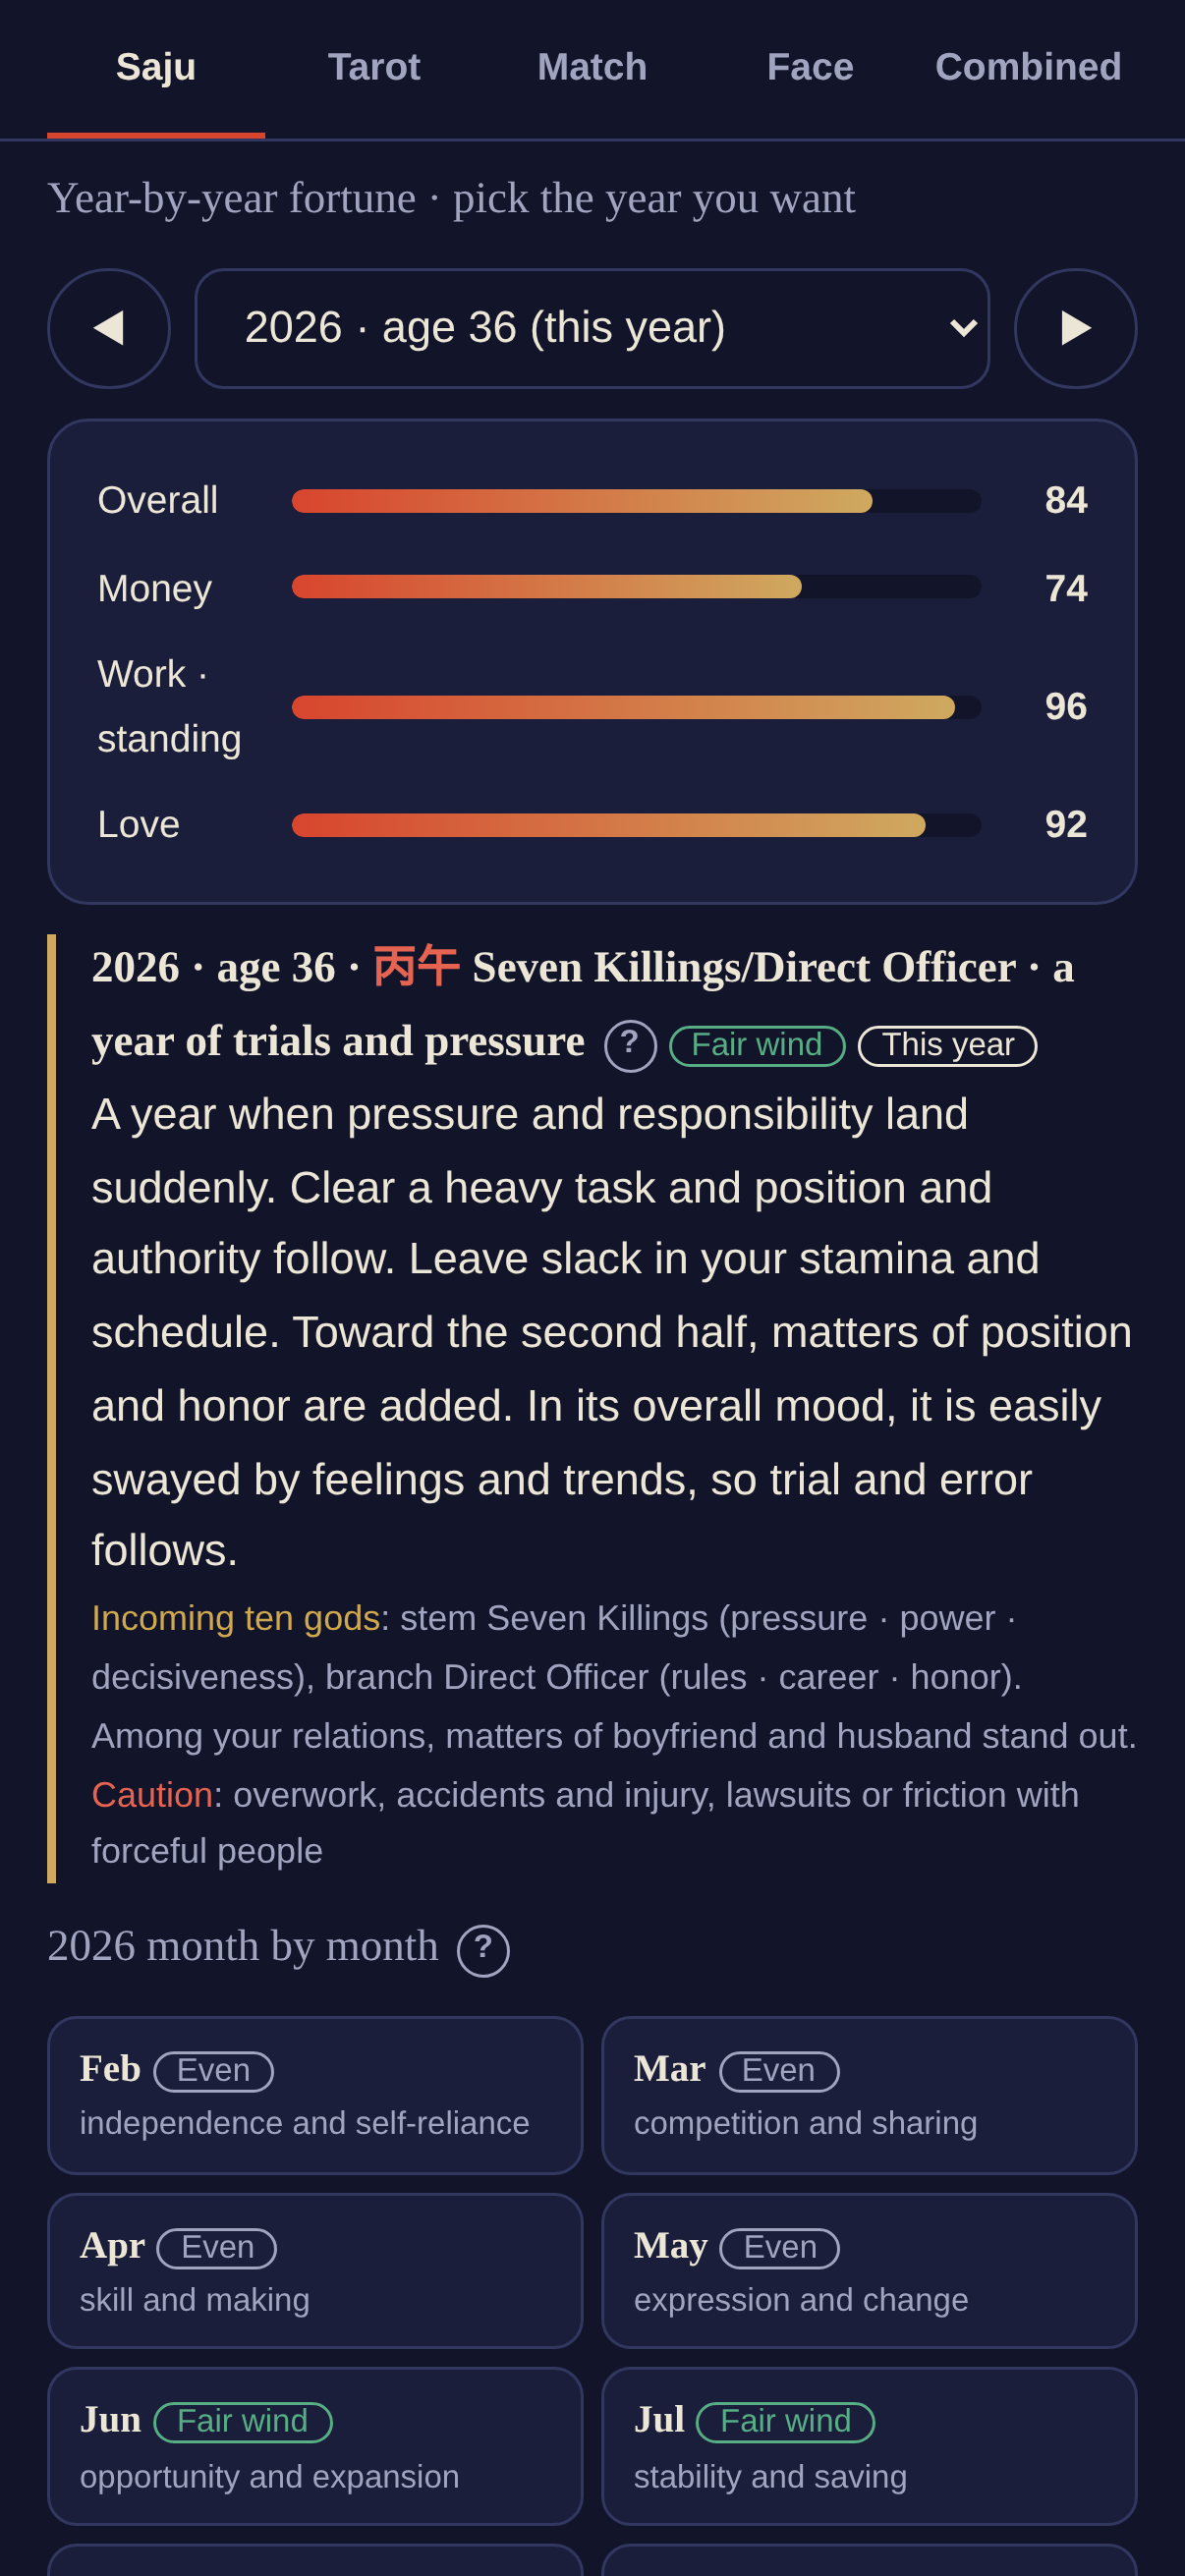 Saju Tarot Match Face Combined
Year-by-year fortune · pick the year you want
◀ 2026 · age 36 (this year) ▶
Overall 84
Money 74
Work ·
standing 96
Love 92
2026 · age 36 · 丙午 Seven Killings/Direct Officer · a
year of trials and pressure ? Fair wind This year
A year when pressure and responsibility land
suddenly. Clear a heavy task and position and
authority follow. Leave slack in your stamina and
schedule. Toward the second half, matters of position
and honor are added. In its overall mood, it is easily
swayed by feelings and trends, so trial and error
follows.
Incoming ten gods: stem Seven Killings (pressure · power ·
decisiveness), branch Direct Officer (rules · career · honor).
Among your relations, matters of boyfriend and husband stand out.
Caution: overwork, accidents and injury, lawsuits or friction with
forceful people
2026 month by month ?
Feb Even
independence and self-reliance
Mar Even
competition and sharing
Apr Even
skill and making
May Even
expression and change
Jun Fair wind
opportunity and expansion
Jul Fair wind
stability and saving